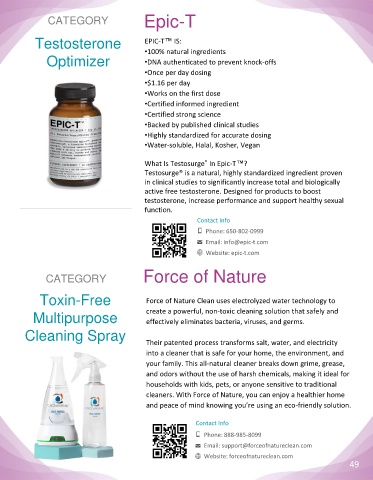 CATEGORY
Epic-T
Testosterone
Optimizer
EPIC-T™ IS:
•100% natural ingredients
•DNA authenticated to prevent knock-offs
•Once per day dosing
•$1.16 per day
•Works on the first dose
•Certified informed ingredient
•Certified strong science
•Backed by published clinical studies
•Highly standardized for accurate dosing
•Water-soluble, Halal, Kosher, Vegan
EPIC-T™
What Is Testosurge® In Epic-T™?
Testosurge® is a natural, highly standardized ingredient proven
in clinical studies to significantly increase total and biologically
active free testosterone. Designed for products to boost
testosterone, increase performance and support healthy sexual
function.
Contact Info
Phone: 650-802-0999
Email: info@epic-t.com
Website: epic-t.com
CATEGORY
Force of Nature
Toxin-Free
Multipurpose
Cleaning Spray
Force of Nature Clean uses electrolyzed water technology to
create a powerful, non-toxic cleaning solution that safely and
effectively eliminates bacteria, viruses, and germs.
Their patented process transforms salt, water, and electricity
into a cleaner that is safe for your home, the environment, and
your family. This all-natural cleaner breaks down grime, grease,
and odors without the use of harsh chemicals, making it ideal for
households with kids, pets, or anyone sensitive to traditional
cleaners. With Force of Nature, you can enjoy a healthier home
and peace of mind knowing you're using an eco-friendly solution.
Contact Info
Phone: 888-985-8099
Email: support@forceofnatureclean.com
Website: forceofnatureclean.com
49